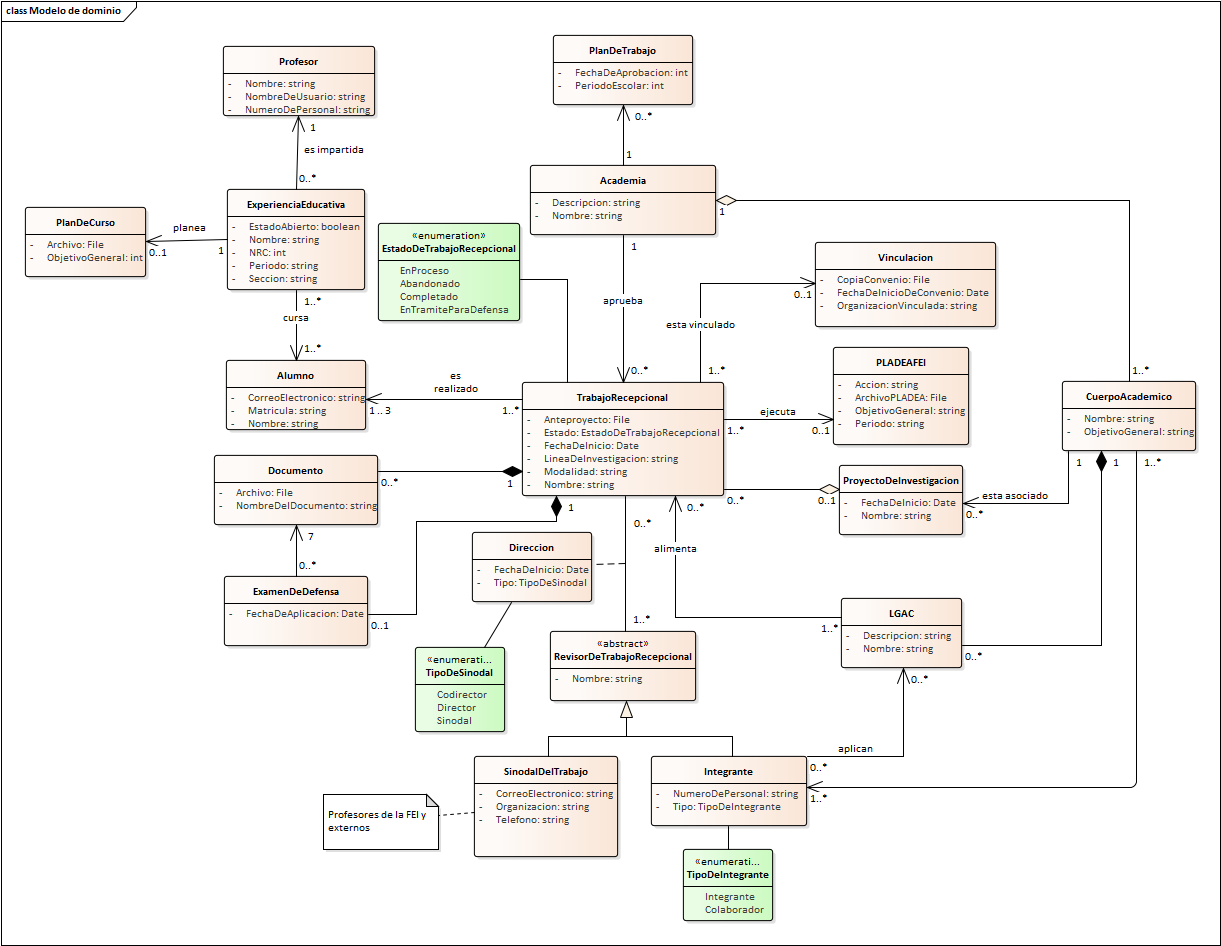 class Modelo de dominio
Profesor
- Nombre: string
- NombreDeUsuario: string
- NumeroDePersonal: string
1
es impartida
0..*
PlanDeTrabajo
- FechaDeAprobacion: int
- PeriodoEscolar: int
0..*
1
Academia
- Descripcion: string
- Nombre: string
1
1
aprueba
0..*
ExperienciaEducativa
- EstadoAbierto: boolean
- Nombre: string
- NRC: int
- Periodo: string
- Seccion: string
PlanDeCurso
- Archivo: File
- ObjetivoGeneral: int
planea
0..1
1
1..*
cursa
1..*
«enumeration»
EstadoDeTrabajoRecepcional
EnProceso
Abandonado
Completado
EnTramiteParaDefensa
Vinculacion
- CopiaConvenio: File
- FechaDeInicioDeConvenio: Date
- OrganizacionVinculada: string
0..1
esta vinculado
1..*
Alumno
- CorreoElectronico: string
- Matricula: string
- Nombre: string
es
realizado
1..3
1..*
TrabajoRecepcional
- Anteproyecto: File
- Estado: EstadoDeTrabajoRecepcional
- FechaDeInicio: Date
- LineaDeInvestigacion: string
- Modalidad: string
- Nombre: string
PLADEAFEI
- Accion: string
- ArchivoPLADEA: File
- ObjetivoGeneral: string
- Periodo: string
ejecuta
1..*
0..1
1..*
CuerpoAcademico
- Nombre: string
- ObjetivoGeneral: string
1
1
1..*
Documento
- Archivo: File
- NombreDelDocumento: string
0..*
1
1
7
0..*
ProyectoDeInvestigacion
- FechaDeInicio: Date
- Nombre: string
0..*
0..1
esta asociado
0..*
ExamenDeDefensa
- FechaDeAplicacion: Date
0..1
Direccion
- FechaDeInicio: Date
- Tipo: TipoDeSinodal
0..*
1..*
0..*
alimenta
1..*
LGAC
- Descripcion: string
- Nombre: string
0..*
0..*
«enumerati...
TipoDeSinodal
Codirector
Director
Sinodal
«abstract»
RevisorDeTrabajoRecepcional
- Nombre: string
SinodalDelTrabajo
- CorreoElectronico: string
- Organizacion: string
- Telefono: string
Profesores de la FEI y
externos
Integrante
- NumeroDePersonal: string
- Tipo: TipoDeIntegrante
aplican
0..*
1..*
«enumerati...
TipoDeIntegrante
Integrante
Colaborador